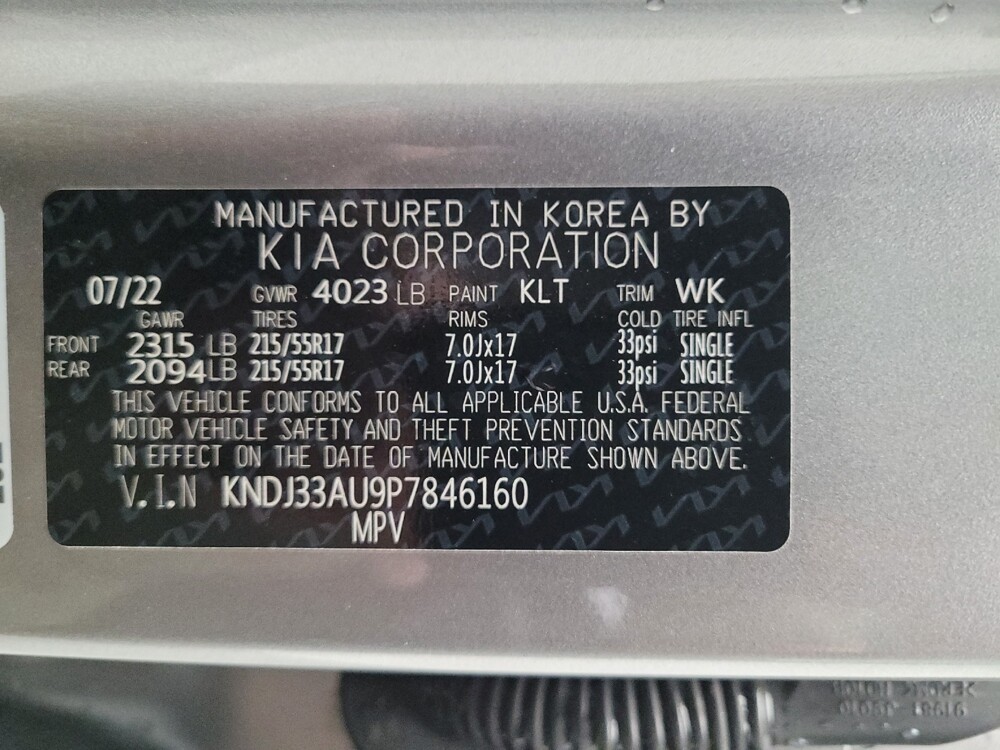 MANUFACTURED IN KOREA BY
KIA CORPORATION
07/22 GVWR 4023 LB PAINT KLT TRIM WK
GAWR TIRES RIMS COLD TIRE INFL
FRONT 2315 LB 215/55R17 7.0Jx17 33psi SINGLE
REAR 2094LB 215/55R17 7.0Jx17 33psi SINGLE
THIS VEHICLE CONFORMS TO ALL APPLICABLE U.S.A. FEDERAL
MOTOR VEHICLE SAFETY AND THEFT PREVENTION STANDARDS
IN EFFECT ON THE DATE OF MANUFACTURE SHOWN ABOVE.
V.I.N KNDJ33AU9P7846160
MPV